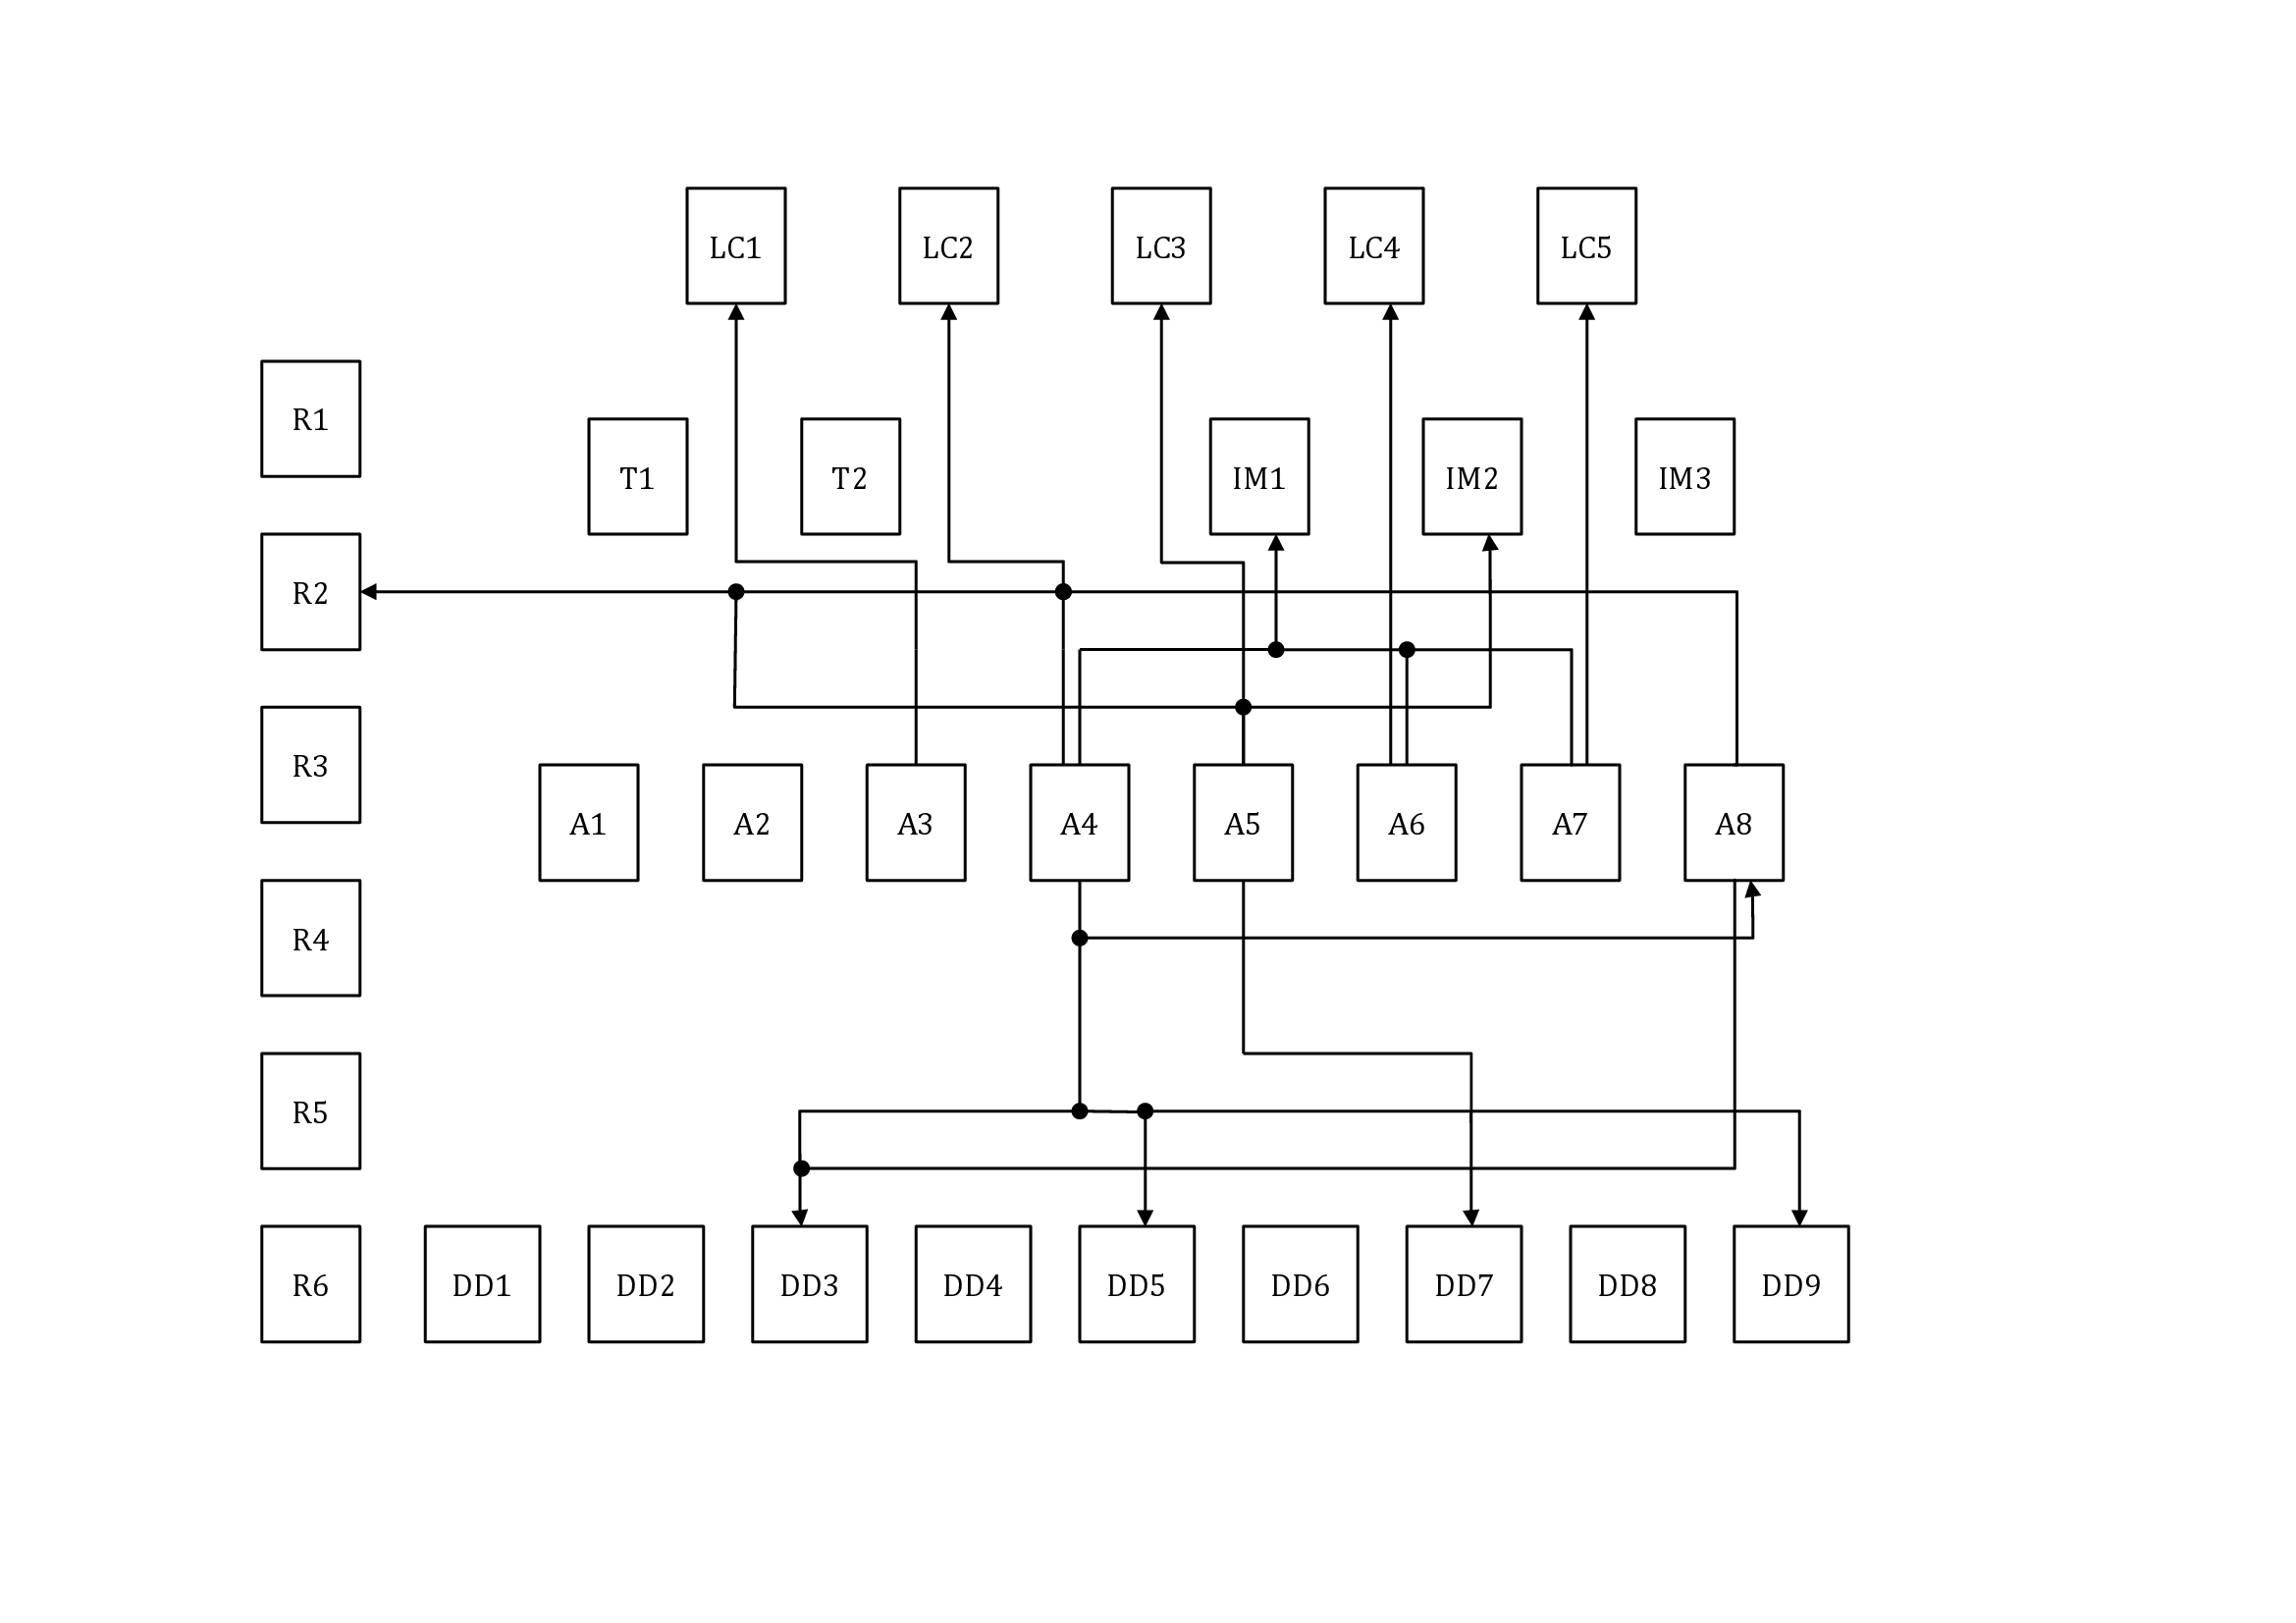 LC1 LC2 LC3 LC4 LC5
R1
T1 T2 IM1 IM2 IM3
R2
R3
A1 A2 A3 A4 A5 A6 A7 A8
R4
R5
R6 DD1 DD2 DD3 DD4 DD5 DD6 DD7 DD8 DD9